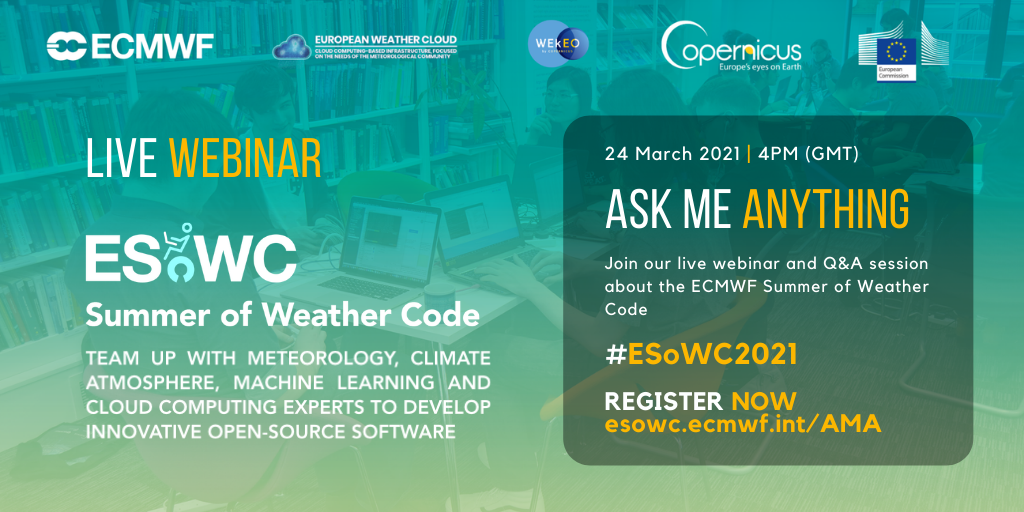 ECMWF
EUROPEAN WEATHER CLOUD
CLOUD COMPUTING-BASED INFRASTRUCTURE, FOCUSED
ON THE NEEDS OF THE METEOROLOGICAL COMMUNITY
WEkEO
Copernicus
Europe's eyes on Earth
European
Commission
LIVE WEBINAR
ESoWC
Summer of Weather Code
TEAM UP WITH METEOROLOGY, CLIMATE
ATMOSPHERE, MACHINE LEARNING AND
CLOUD COMPUTING EXPERTS TO DEVELOP
INNOVATIVE OPEN-SOURCE SOFTWARE
24 March 2021 | 4PM (GMT)
ASK ME ANYTHING
Join our live webinar and Q&A session
about the ECMWF Summer of Weather
Code
#ESoWC2021
REGISTER NOW
esowc.ecmwf.int/AMA